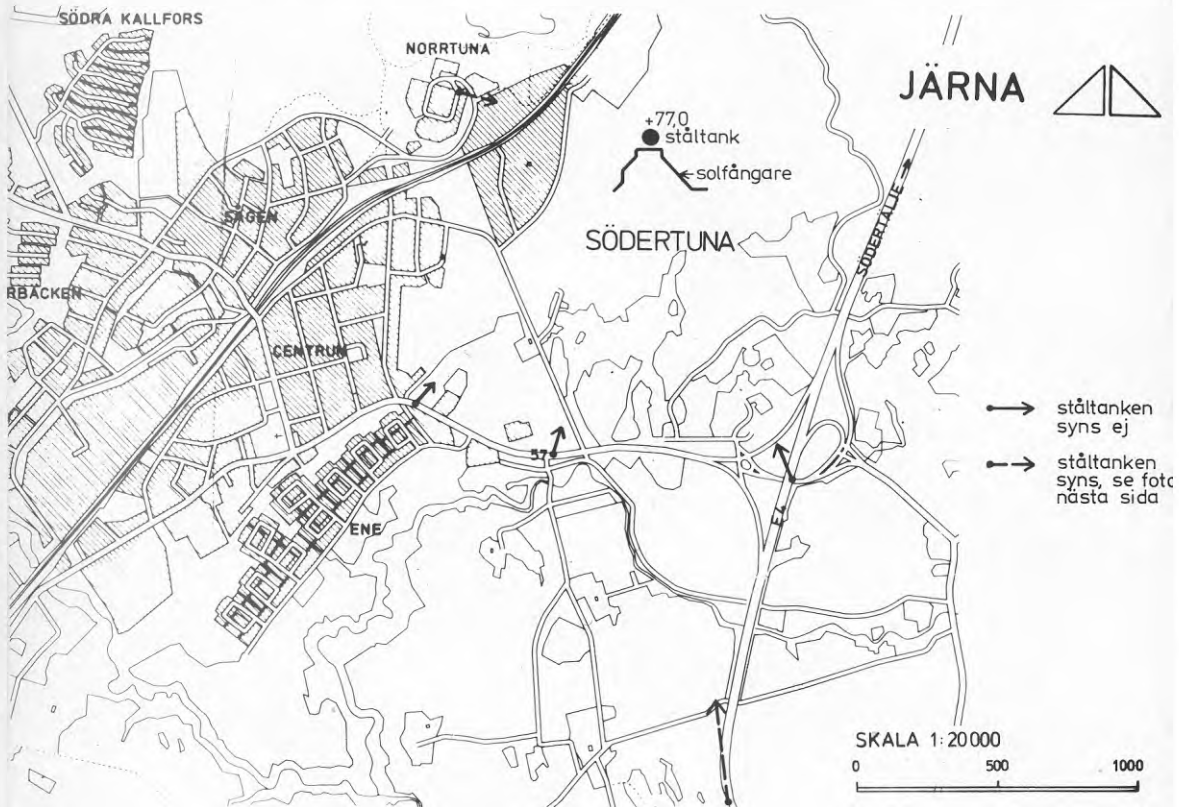 SÖDRA KALLFORS
NORRTUNA
JÄRNA
+77,0
ståltank
solfångare
SÖDERTÄLJE
SÅGEN
SÖDERTUNA
RBÄCKEN
CENTRUM
ståltanken
syns ej
57
ståltanken
syns, se foto
nästa sida
E4
ENE
SKALA 1:20000
0 500 1000